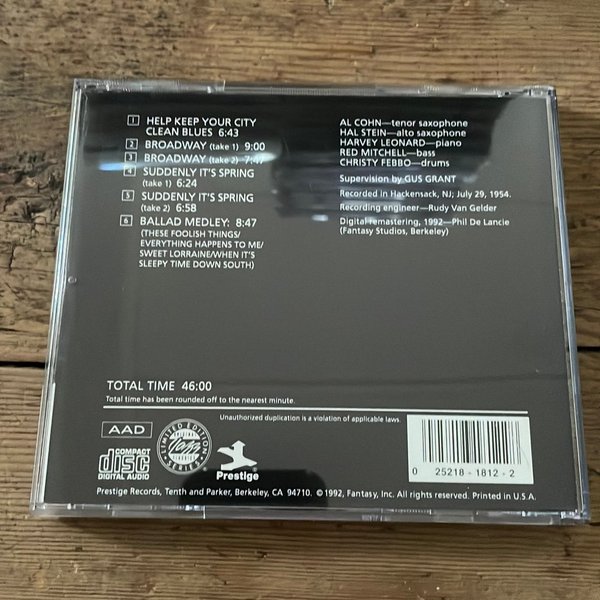 1 HELP KEEP YOUR CITY
CLEAN BLUES 6:43
2 BROADWAY (take 1) 9:00
3 BROADWAY (take 2) 7:47
4 SUDDENLY IT'S SPRING
(take 1) 6:24
5 SUDDENLY IT'S SPRING
(take 2) 6:58
6 BALLAD MEDLEY: 8:47
(THESE FOOLISH THINGS/
EVERYTHING HAPPENS TO ME/
SWEET LORRAINE/WHEN IT'S
SLEEPY TIME DOWN SOUTH)
AL COHN—tenor saxophone
HAL STEIN—alto saxophone
HARVEY LEONARD—piano
RED MITCHELL—bass
CHRISTY FEBBO—drums
Supervision by GUS GRANT
Recorded in Hackensack, NJ; July 29, 1954.
Recording engineer—Rudy Van Gelder
Digital remastering, 1992—Phil De Lancie
(Fantasy Studios, Berkeley)
TOTAL TIME 46:00
Total time has been rounded off to the nearest minute.
Unauthorized duplication is a violation of applicable laws.
AAD
COMPACT
disc
DIGITAL AUDIO
LIMITED EDITION
ORIGINAL
Jazz
CLASSICS
SERIES
Prestige
0 25218 - 1812 - 2
Prestige Records, Tenth and Parker, Berkeley, CA 94710. ©1992, Fantasy, Inc. All rights reserved. Printed in U.S.A.